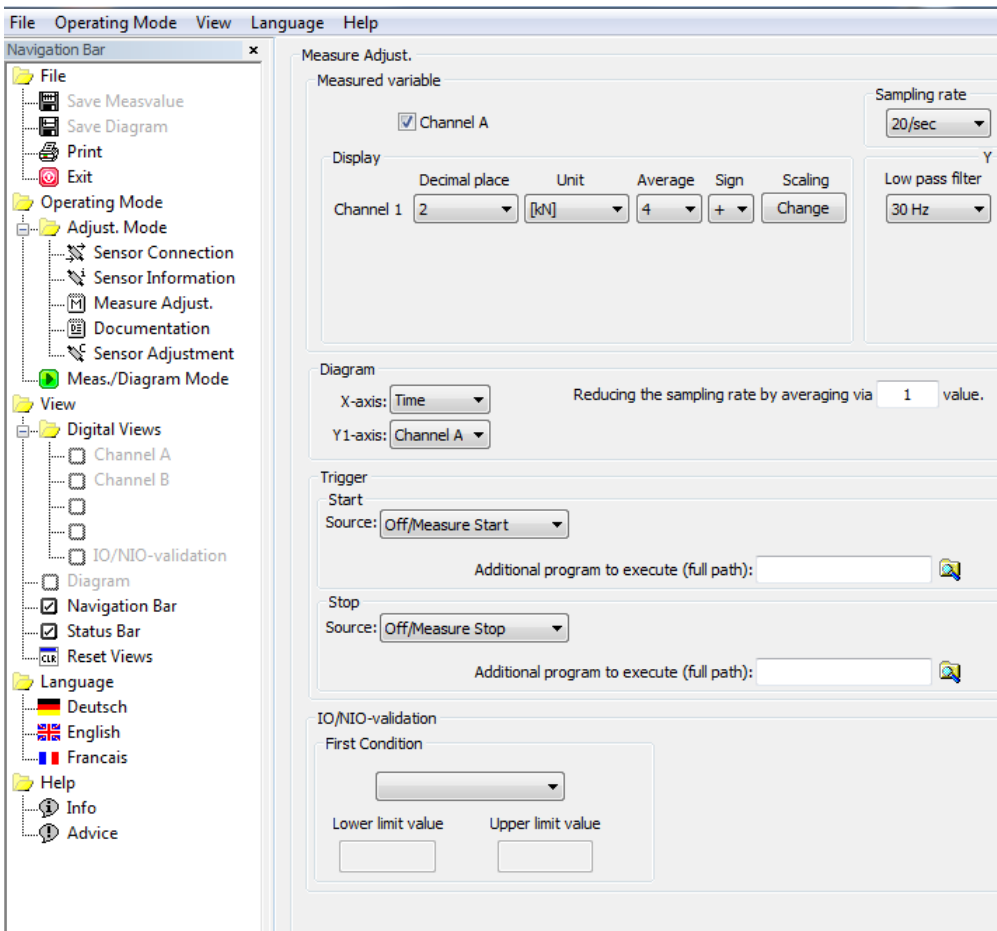 File Operating Mode View Language Help
Navigation Bar x
File
Save Measvalue
Save Diagram
Print
Exit
Operating Mode
Adjust. Mode
Sensor Connection
Sensor Information
Measure Adjust.
Documentation
Sensor Adjustment
Meas./Diagram Mode
View
Digital Views
Channel A
Channel B
IO/NIO-validation
Diagram
Navigation Bar
Status Bar
CLR Reset Views
Language
Deutsch
English
Francais
Help
Info
Advice
Measure Adjust.
Measured variable
Channel A
Sampling rate
20/sec
Display
Decimal place Unit Average Sign Scaling
Channel 1 2 [kN] 4 + Change
Y
Low pass filter
30 Hz
Diagram
X-axis: Time
Reducing the sampling rate by averaging via 1 value.
Y1-axis: Channel A
Trigger
Start
Source: Off/Measure Start
Additional program to execute (full path):
Stop
Source: Off/Measure Stop
Additional program to execute (full path):
IO/NIO-validation
First Condition
Lower limit value Upper limit value